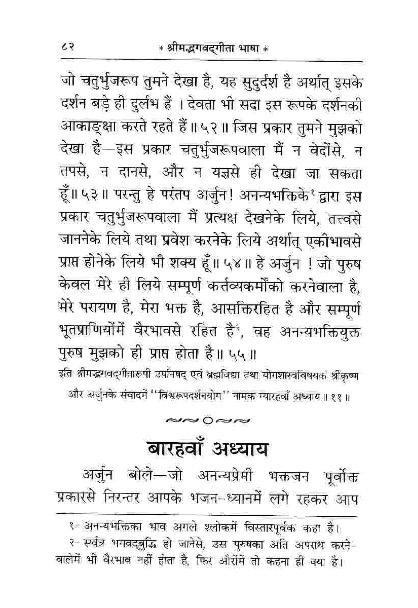 ८२ * श्रीमद्भगवद्‌गीता भाषा *
जो चतुर्भुजरूप तुमने देखा है, यह सुदुर्दर्श है अर्थात् इसके
दर्शन बड़े ही दुर्लभ हैं । देवता भी सदा इस रूपके दर्शनकी
आकाङ्क्षा करते रहते हैं॥५२॥ जिस प्रकार तुमने मुझको
देखा है—इस प्रकार चतुर्भुजरूपवाला मैं न वेदोंसे, न
तपसे, न दानसे, और न यज्ञसे ही देखा जा सकता
हूँ॥५३॥ परन्तु हे परंतप अर्जुन! अनन्यभक्तिके१ द्वारा इस
प्रकार चतुर्भुजरूपवाला मैं प्रत्यक्ष देखनेके लिये, तत्त्वसे
जाननेके लिये तथा प्रवेश करनेके लिये अर्थात् एकीभावसे
प्राप्त होनेके लिये भी शक्य हूँ॥५४॥ हे अर्जुन ! जो पुरुष
केवल मेरे ही लिये सम्पूर्ण कर्तव्यकर्मोंको करनेवाला है,
मेरे परायण है, मेरा भक्त है, आसक्तिरहित है और सम्पूर्ण
भूतप्राणियोंमें वैरभावसे रहित है२, वह अनन्यभक्तियुक्त
पुरुष मुझको ही प्राप्त होता है॥५५॥
इति श्रीमद्भगवद्‌गीतारूपी उपनिषद् एवं ब्रह्मविद्या तथा योगशास्त्रविषयक श्रीकृष्ण
और अर्जुनके संवादमें "विश्वरूपदर्शनयोग" नामक ग्यारहवाँ अध्याय॥११॥
बारहवाँ अध्याय
अर्जुन बोले—जो अनन्यप्रेमी भक्तजन पूर्वोक्त
प्रकारसे निरन्तर आपके भजन-ध्यानमें लगे रहकर आप
१- अनन्यभक्तिका भाव अगले श्लोकमें विस्तारपूर्वक कहा है।
२- सर्वत्र भगवद्‌बुद्धि हो जानेसे, उस पुरुषका अति अपराध करने-
वालेमें भी वैरभाव नहीं होता है, फिर औरोंमें तो कहना ही क्या है।